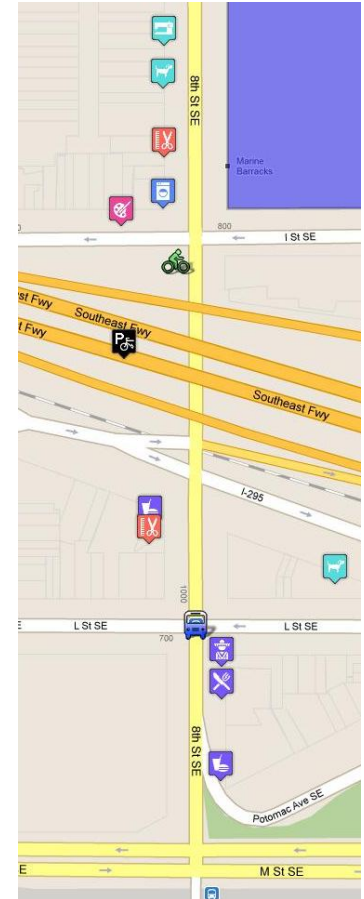 8th St SE
Marine
Barracks
800
I St SE
st Fwy
Southeast Fwy
t Fwy
P
Southeast Fwy
I-295
1000
E
L St SE
L St SE
700
8th St SE
Potomac Ave SE
E
M St SE